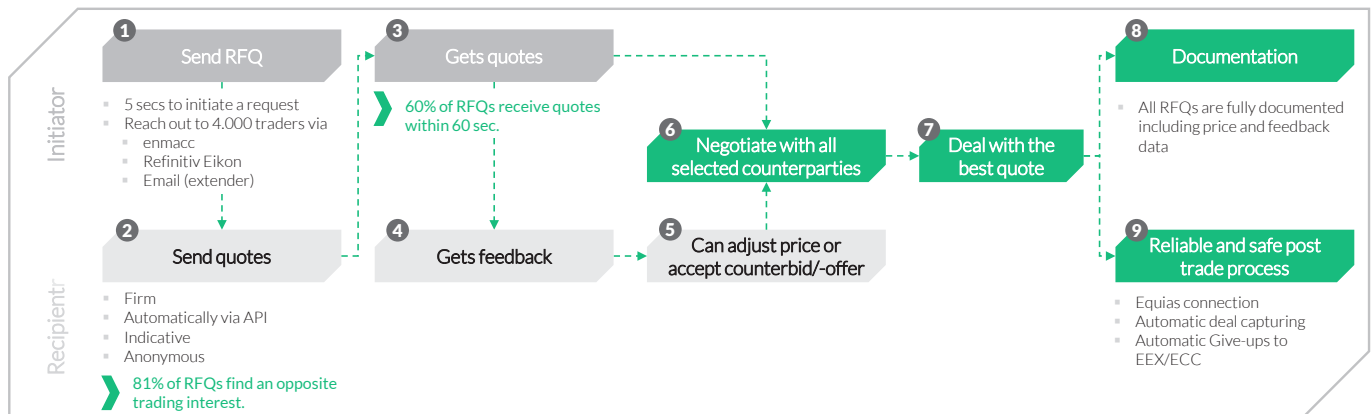 Initiator
1
Send RFQ
5 secs to initiate a request
Reach out to 4.000 traders via
enmacc
Refinitiv Eikon
Email (extender)
Recipientr
2
Send quotes
Firm
Automatically via API
Indicative
Anonymous
81% of RFQs find an opposite
trading interest.
3
Gets quotes
60% of RFQs receive quotes
within 60 sec.
4
Gets feedback
5
Can adjust price or
accept counterbid/-offer
6
Negotiate with all
selected counterparties
7
Deal with the
best quote
8
Documentation
All RFQs are fully documented
including price and feedback
data
9
Reliable and safe post
trade process
Equias connection
Automatic deal capturing
Automatic Give-ups to
EEX/ECC